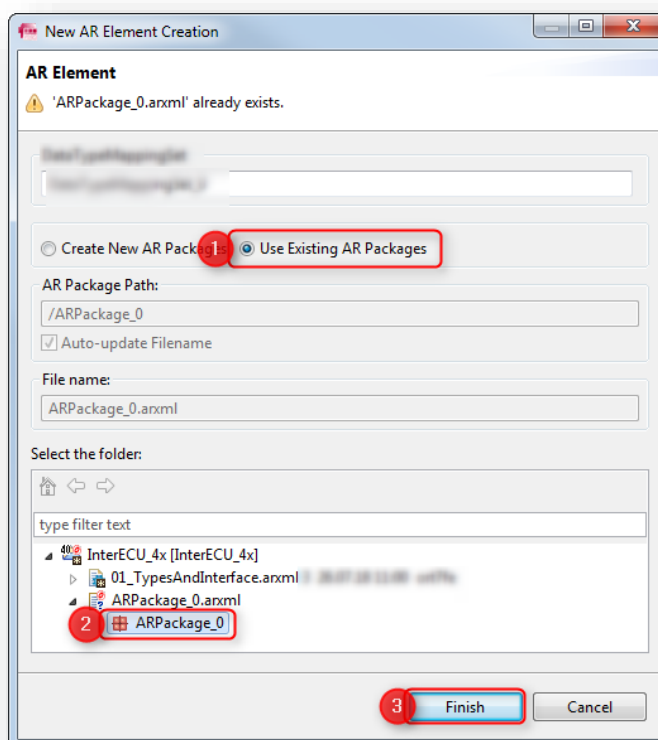 New AR Element Creation
AR Element
'ARPackage_0.arxml' already exists.
Create New AR Packages
1
Use Existing AR Packages
AR Package Path:
/ARPackage_0
Auto-update Filename
File name:
ARPackage_0.arxml
Select the folder:
type filter text
InterECU_4x [InterECU_4x]
01_TypesAndInterface.arxml
ARPackage_0.arxml
2
ARPackage_0
3
Finish
Cancel